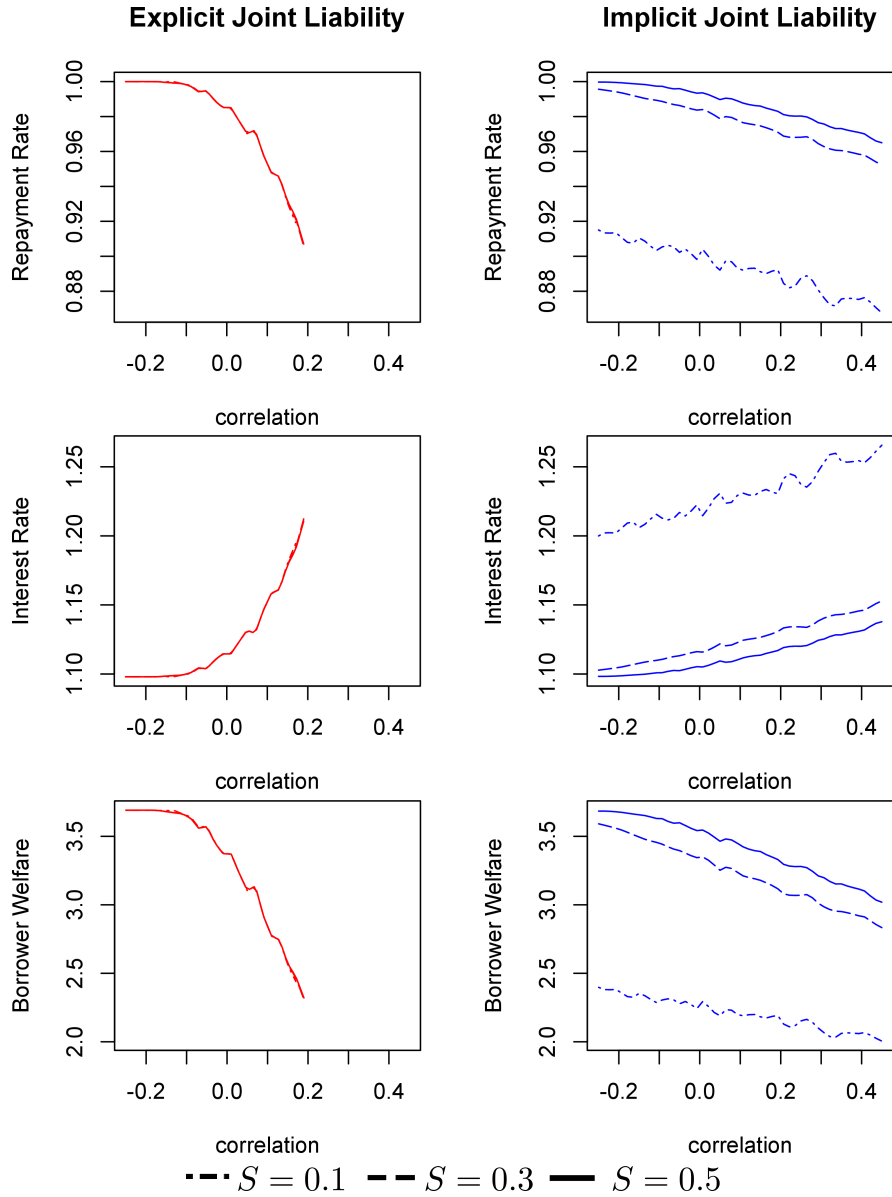 Explicit Joint Liability
Implicit Joint Liability
Repayment Rate
1.00
0.96
0.92
0.88
-0.2 0.0 0.2 0.4
correlation
Repayment Rate
1.00
0.96
0.92
0.88
-0.2 0.0 0.2 0.4
correlation
Interest Rate
1.25
1.20
1.15
1.10
-0.2 0.0 0.2 0.4
correlation
Interest Rate
1.25
1.20
1.15
1.10
-0.2 0.0 0.2 0.4
correlation
Borrower Welfare
3.5
3.0
2.5
2.0
-0.2 0.0 0.2 0.4
correlation
Borrower Welfare
3.5
3.0
2.5
2.0
-0.2 0.0 0.2 0.4
correlation
S = 0.1 S = 0.3 S = 0.5